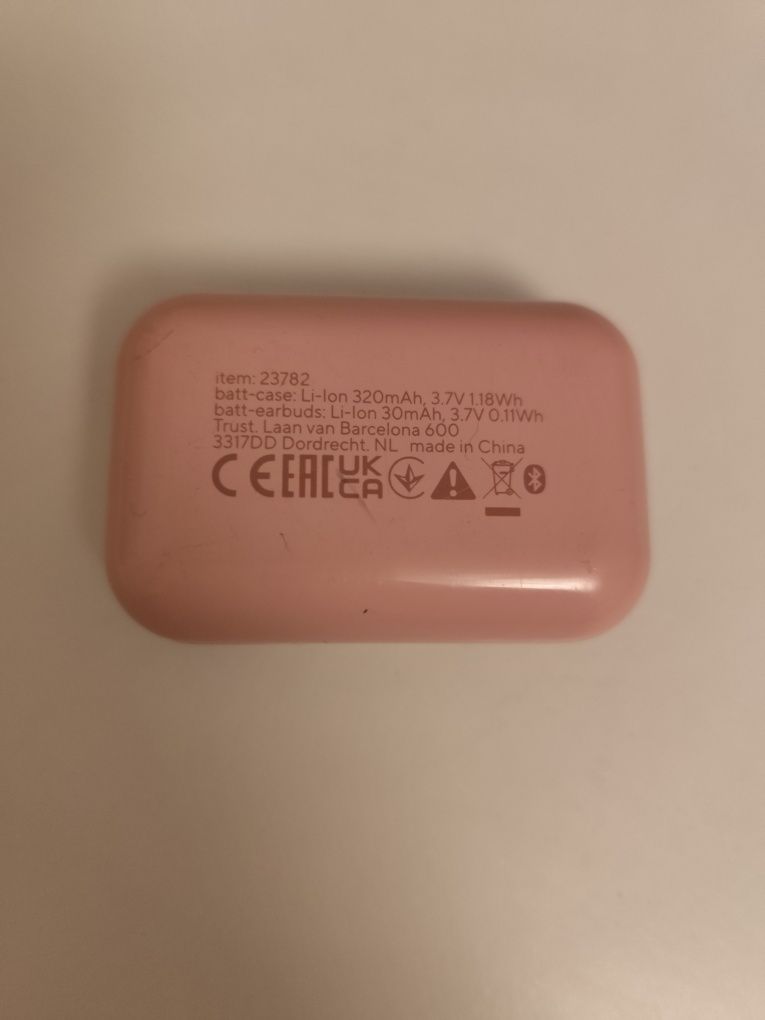 item: 23782
batt-case: Li-Ion 320mAh, 3.7V 1.18Wh
batt-earbuds: Li-Ion 30mAh, 3.7V 0.11Wh
Trust. Laan van Barcelona 600
3317DD Dordrecht. NL made in China
CE EAC UK CA